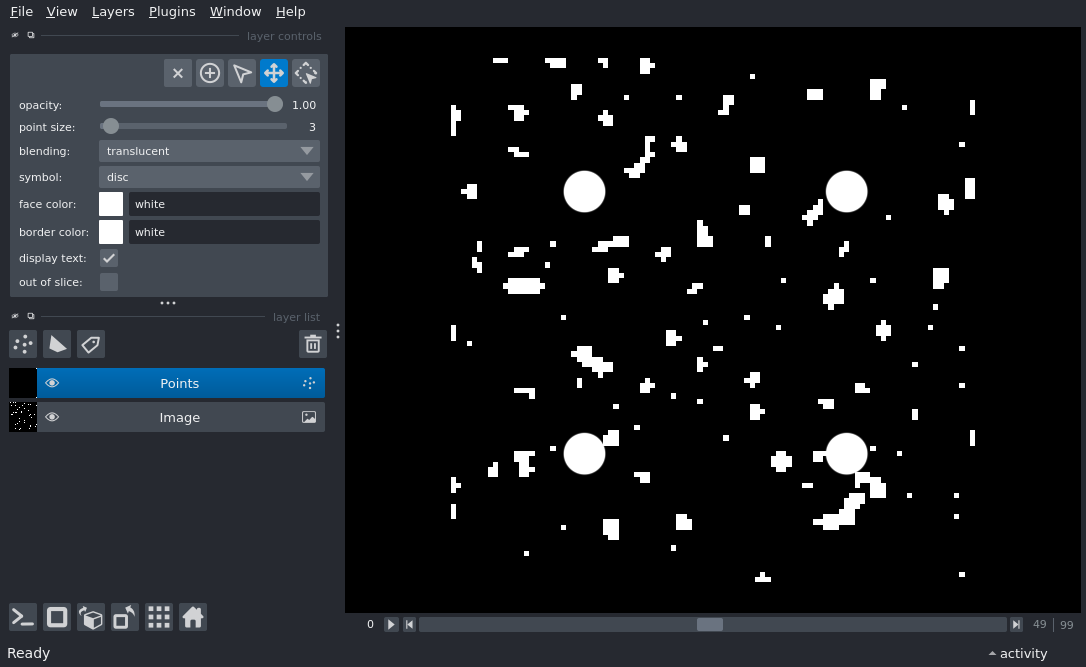 File View Layers Plugins Window Help
layer controls
opacity: 1.00
point size: 3
blending: translucent
symbol: disc
face color: white
border color: white
display text:
out of slice:
layer list
Points
Image
0 49 | 99
Ready activity